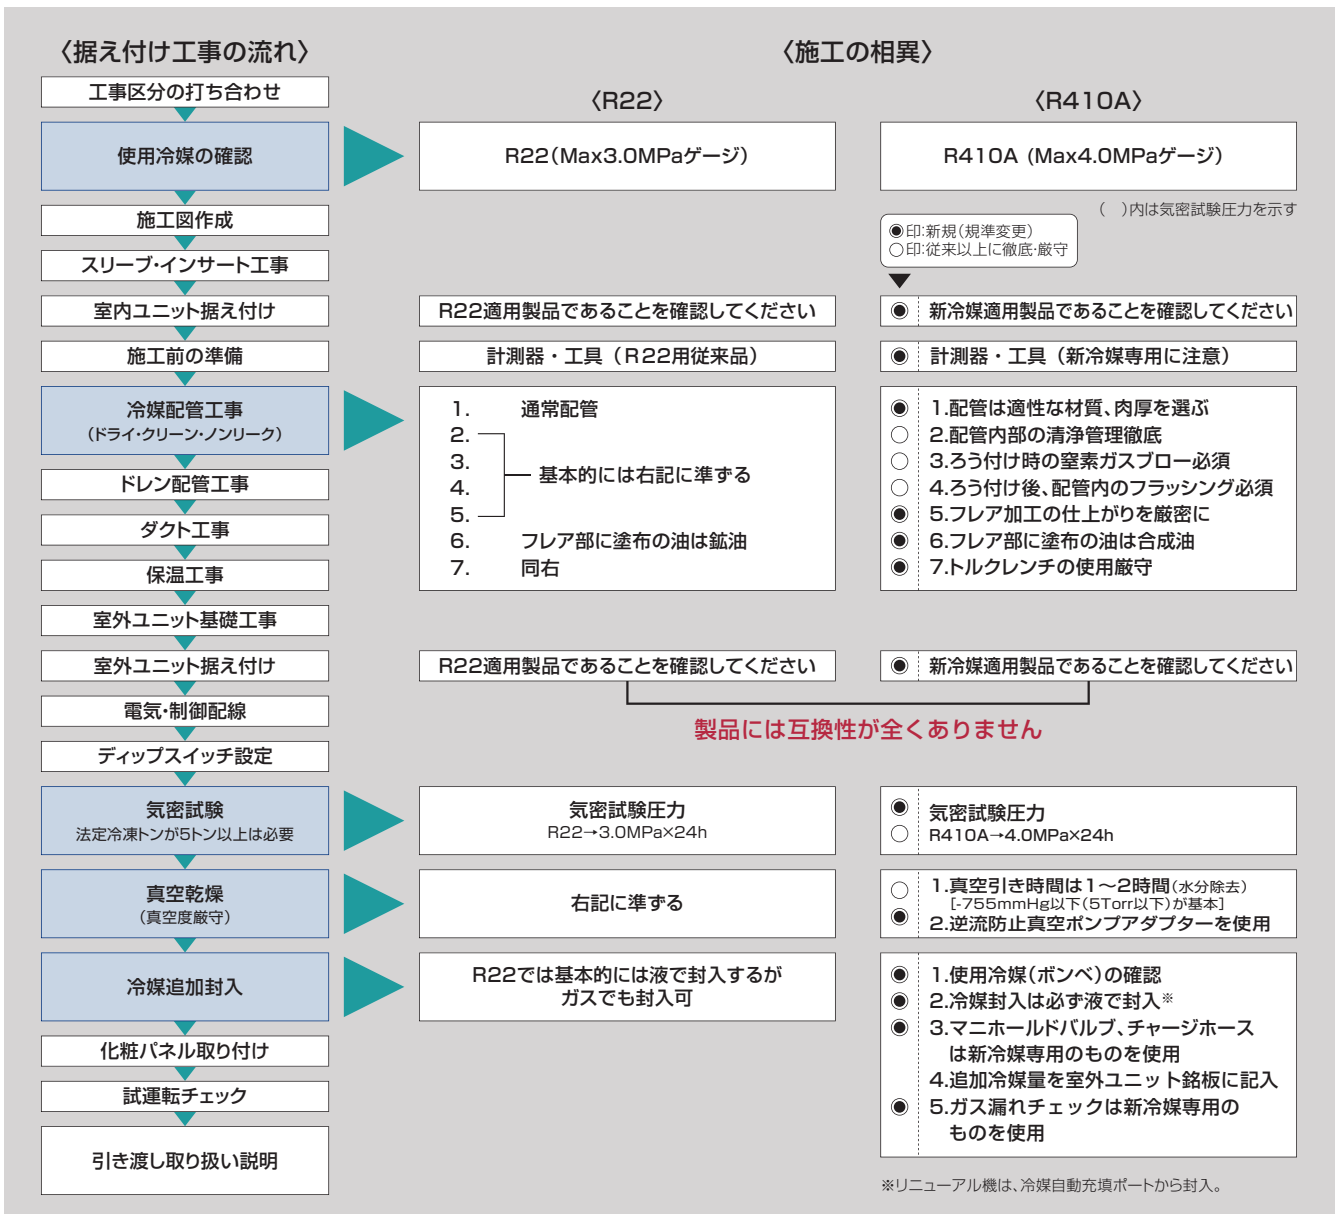 〈据え付け工事の流れ〉
〈施工の相異〉
工事区分の打ち合わせ
〈R22〉
〈R410A〉
使用冷媒の確認
R22(Max3.0MPaゲージ)
R410A (Max4.0MPaゲージ)
(　)内は気密試験圧力を示す
施工図作成
◉印:新規(規準変更)
○印:従来以上に徹底・厳守
スリーブ・インサート工事
室内ユニット据え付け
R22適用製品であることを確認してください
◉ 新冷媒適用製品であることを確認してください
施工前の準備
計測器・工具（R22用従来品）
◉ 計測器・工具（新冷媒専用に注意）
冷媒配管工事
(ドライ・クリーン・ノンリーク)
1. 通常配管
2.
3.
4.
5.
基本的には右記に準ずる
6. フレア部に塗布の油は鉱油
7. 同右
◉ 1.配管は適性な材質、肉厚を選ぶ
○ 2.配管内部の清浄管理徹底
○ 3.ろう付け時の窒素ガスブロー必須
○ 4.ろう付け後、配管内のフラッシング必須
◉ 5.フレア加工の仕上がりを厳密に
◉ 6.フレア部に塗布の油は合成油
◉ 7.トルクレンチの使用厳守
ドレン配管工事
ダクト工事
保温工事
室外ユニット基礎工事
室外ユニット据え付け
R22適用製品であることを確認してください
◉ 新冷媒適用製品であることを確認してください
製品には互換性が全くありません
電気・制御配線
ディップスイッチ設定
気密試験
法定冷凍トンが5トン以上は必要
気密試験圧力
R22→3.0MPa×24h
◉ 気密試験圧力
○ R410A→4.0MPa×24h
真空乾燥
(真空度厳守)
右記に準ずる
○ 1.真空引き時間は1〜2時間(水分除去)
[-755mmHg以下(5Torr以下)が基本]
◉ 2.逆流防止真空ポンプアダプターを使用
冷媒追加封入
R22では基本的には液で封入するが
ガスでも封入可
◉ 1.使用冷媒(ボンベ)の確認
◉ 2.冷媒封入は必ず液で封入※
◉ 3.マニホールドバルブ、チャージホース
は新冷媒専用のものを使用
4.追加冷媒量を室外ユニット銘板に記入
◉ 5.ガス漏れチェックは新冷媒専用の
ものを使用
化粧パネル取り付け
試運転チェック
引き渡し取り扱い説明
※リニューアル機は、冷媒自動充填ポートから封入。